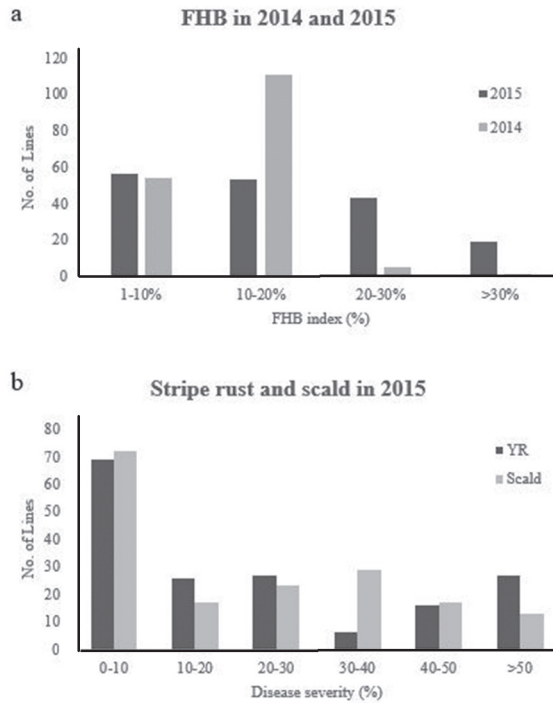 a
FHB in 2014 and 2015
120
100
80
60
40
20
0
No. of Lines
2015
2014
1-10%
10-20%
20-30%
>30%
FHB index (%)
b
Stripe rust and scald in 2015
80
70
60
50
40
30
20
10
0
No. of Lines
YR
Scald
0-10
10-20
20-30
30-40
40-50
>50
Disease severity (%)